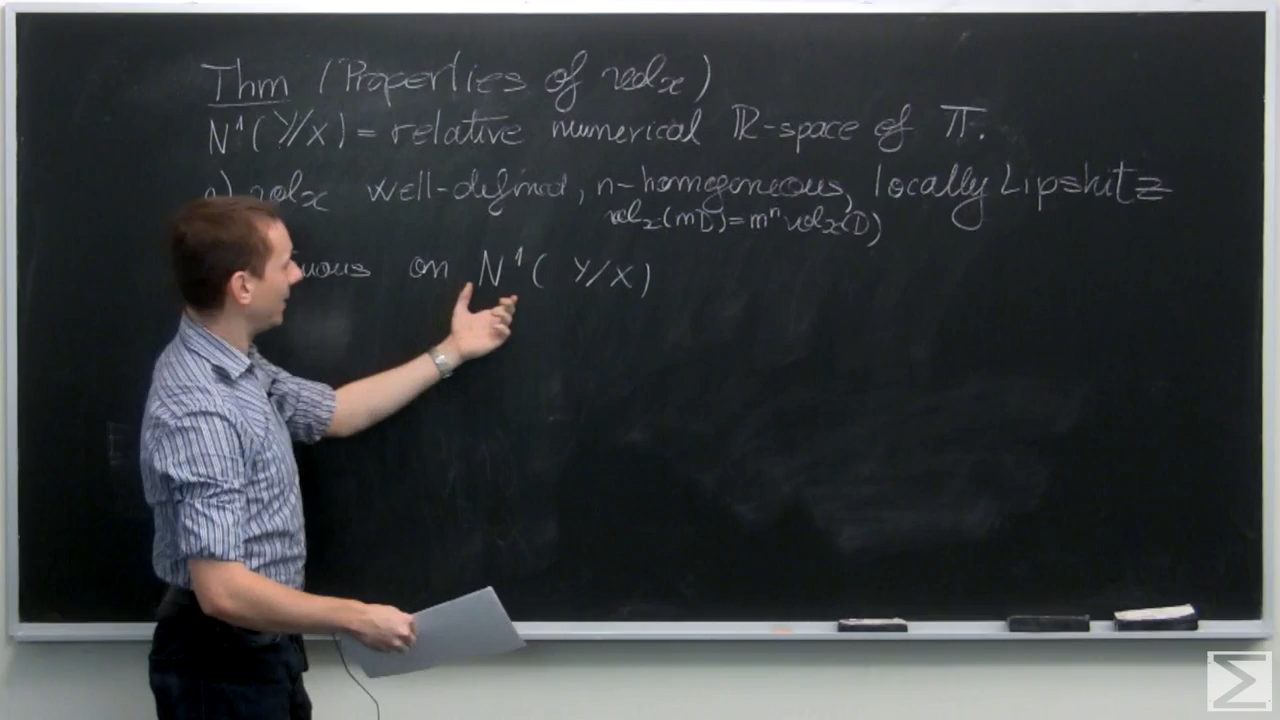 Thm (Properties of volx)
N¹(Y/X) = relative numerical ℝ-space of π.
volx well-defined, n-homogeneous, locally Lipshitz
volx(mD)=mⁿ volx(D)
uous on N¹( Y/X)
Σ